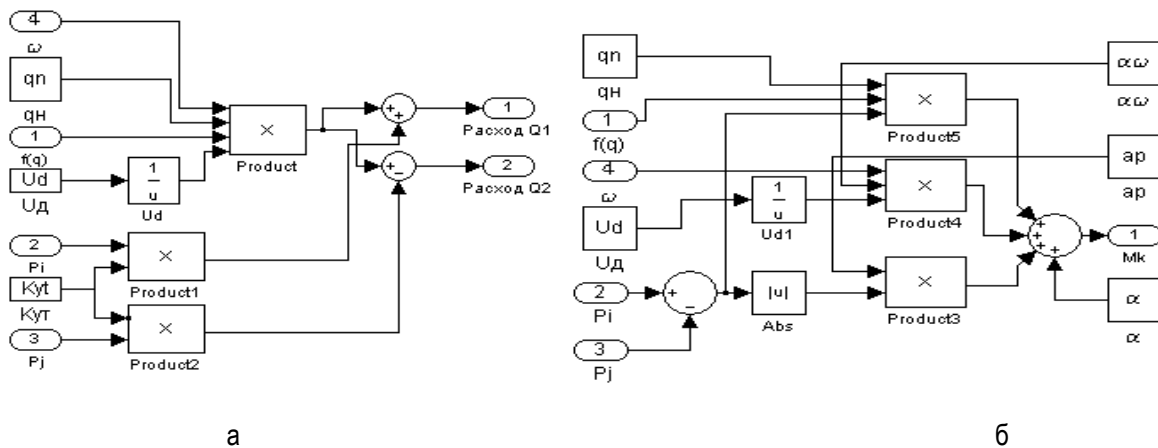 4
ω
qn
qн
1
f(q)
Ud
Uд
1
u
Ud
×
Product
+
+
1
Расход Q1
+
−
2
Расход Q2
2
Pi
×
Product1
Kyt
Кут
×
Product2
3
Pj
а
qn
qн
1
f(q)
4
ω
Ud
Uд
1
u
Ud1
2
Pi
+
−
3
Pj
|u|
Abs
×
Product5
×
Product4
×
Product3
αω
αω
ap
ap
+
+
+
+
1
Mk
α
α
б